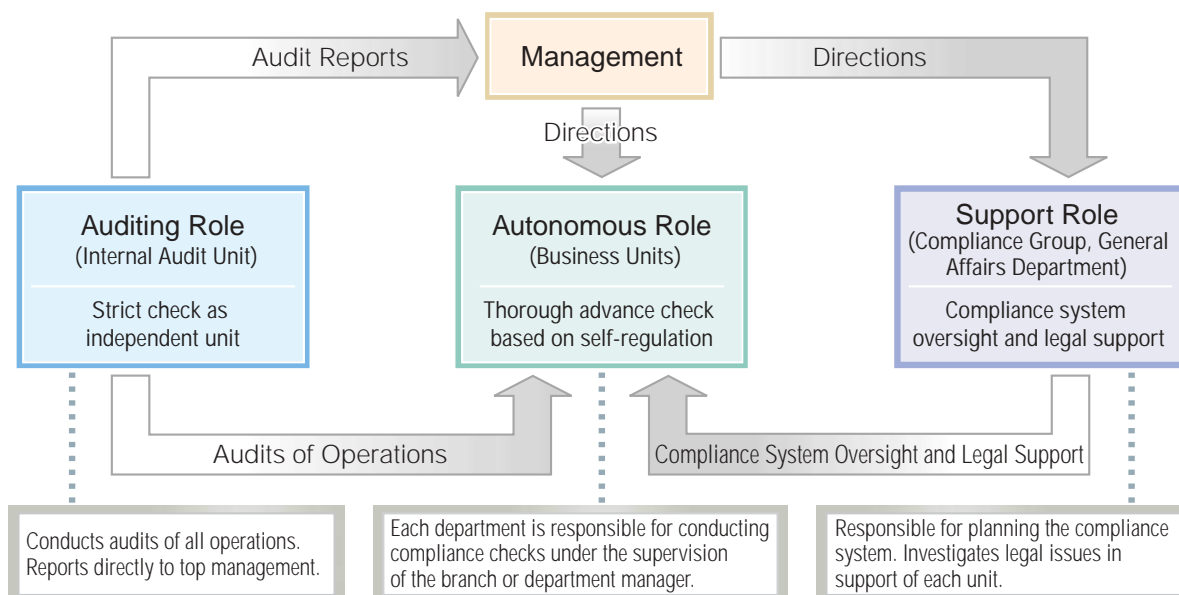 Audit Reports
Management
Directions
Directions
Auditing Role
(Internal Audit Unit)
Strict check as
independent unit
Autonomous Role
(Business Units)
Thorough advance check
based on self-regulation
Support Role
(Compliance Group, General
Affairs Department)
Compliance system
oversight and legal support
Audits of Operations
Compliance System Oversight and Legal Support
Conducts audits of all operations.
Reports directly to top management.
Each department is responsible for conducting
compliance checks under the supervision
of the branch or department manager.
Responsible for planning the compliance
system. Investigates legal issues in
support of each unit.